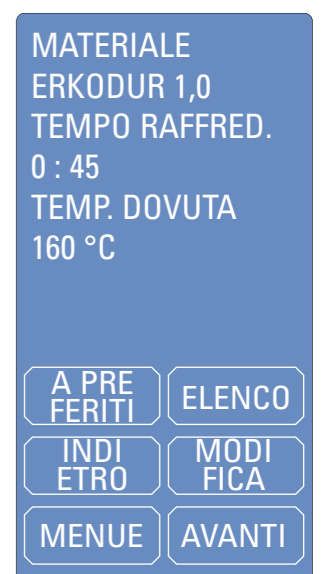 MATERIALE
ERKODUR 1,0
TEMPO RAFFRED.
0 : 45
TEMP. DOVUTA
160 °C
A PRE
FERITI
ELENCO
INDI
ETRO
MODI
FICA
MENUE
AVANTI